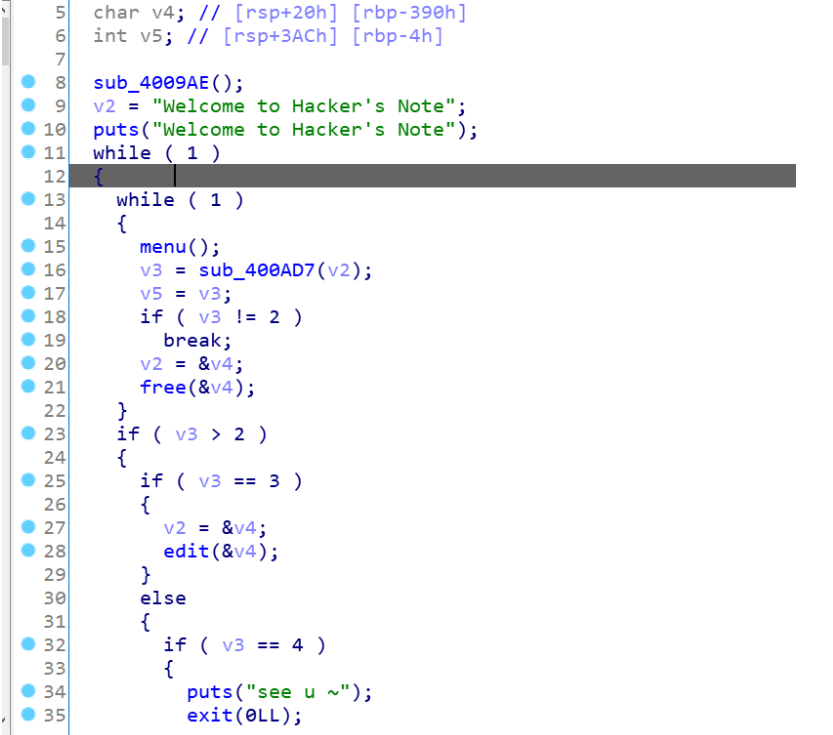 5 char v4; // [rsp+20h] [rbp-390h]
6 int v5; // [rsp+3ACh] [rbp-4h]
7
8 sub_4009AE();
9 v2 = "Welcome to Hacker's Note";
10 puts("Welcome to Hacker's Note");
11 while ( 1 )
12 {
13 while ( 1 )
14 {
15 menu();
16 v3 = sub_400AD7(v2);
17 v5 = v3;
18 if ( v3 != 2 )
19 break;
20 v2 = &v4;
21 free(&v4);
22 }
23 if ( v3 > 2 )
24 {
25 if ( v3 == 3 )
26 {
27 v2 = &v4;
28 edit(&v4);
29 }
30 else
31 {
32 if ( v3 == 4 )
33 {
34 puts("see u ~");
35 exit(0LL);